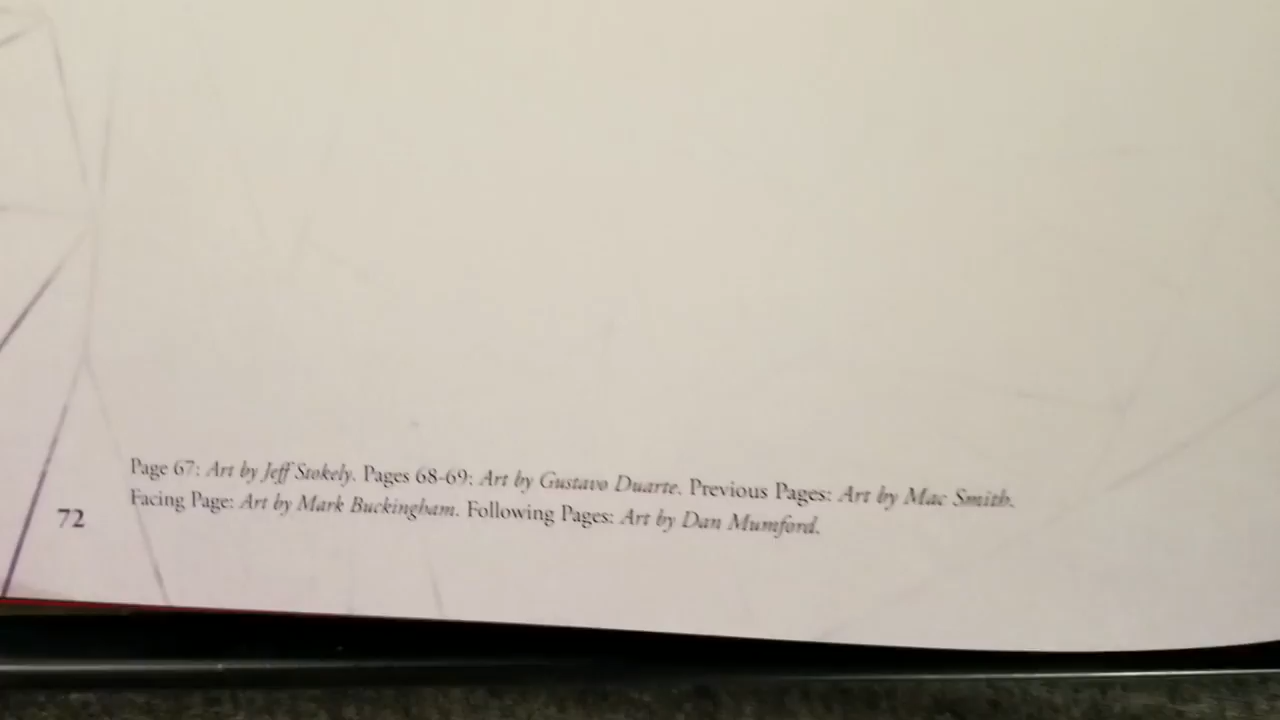 Page 67: Art by Jeff Stokely. Pages 68-69: Art by Gustavo Duarte. Previous Pages: Art by Mac Smith.
Facing Page: Art by Mark Buckingham. Following Pages: Art by Dan Mumford.
72